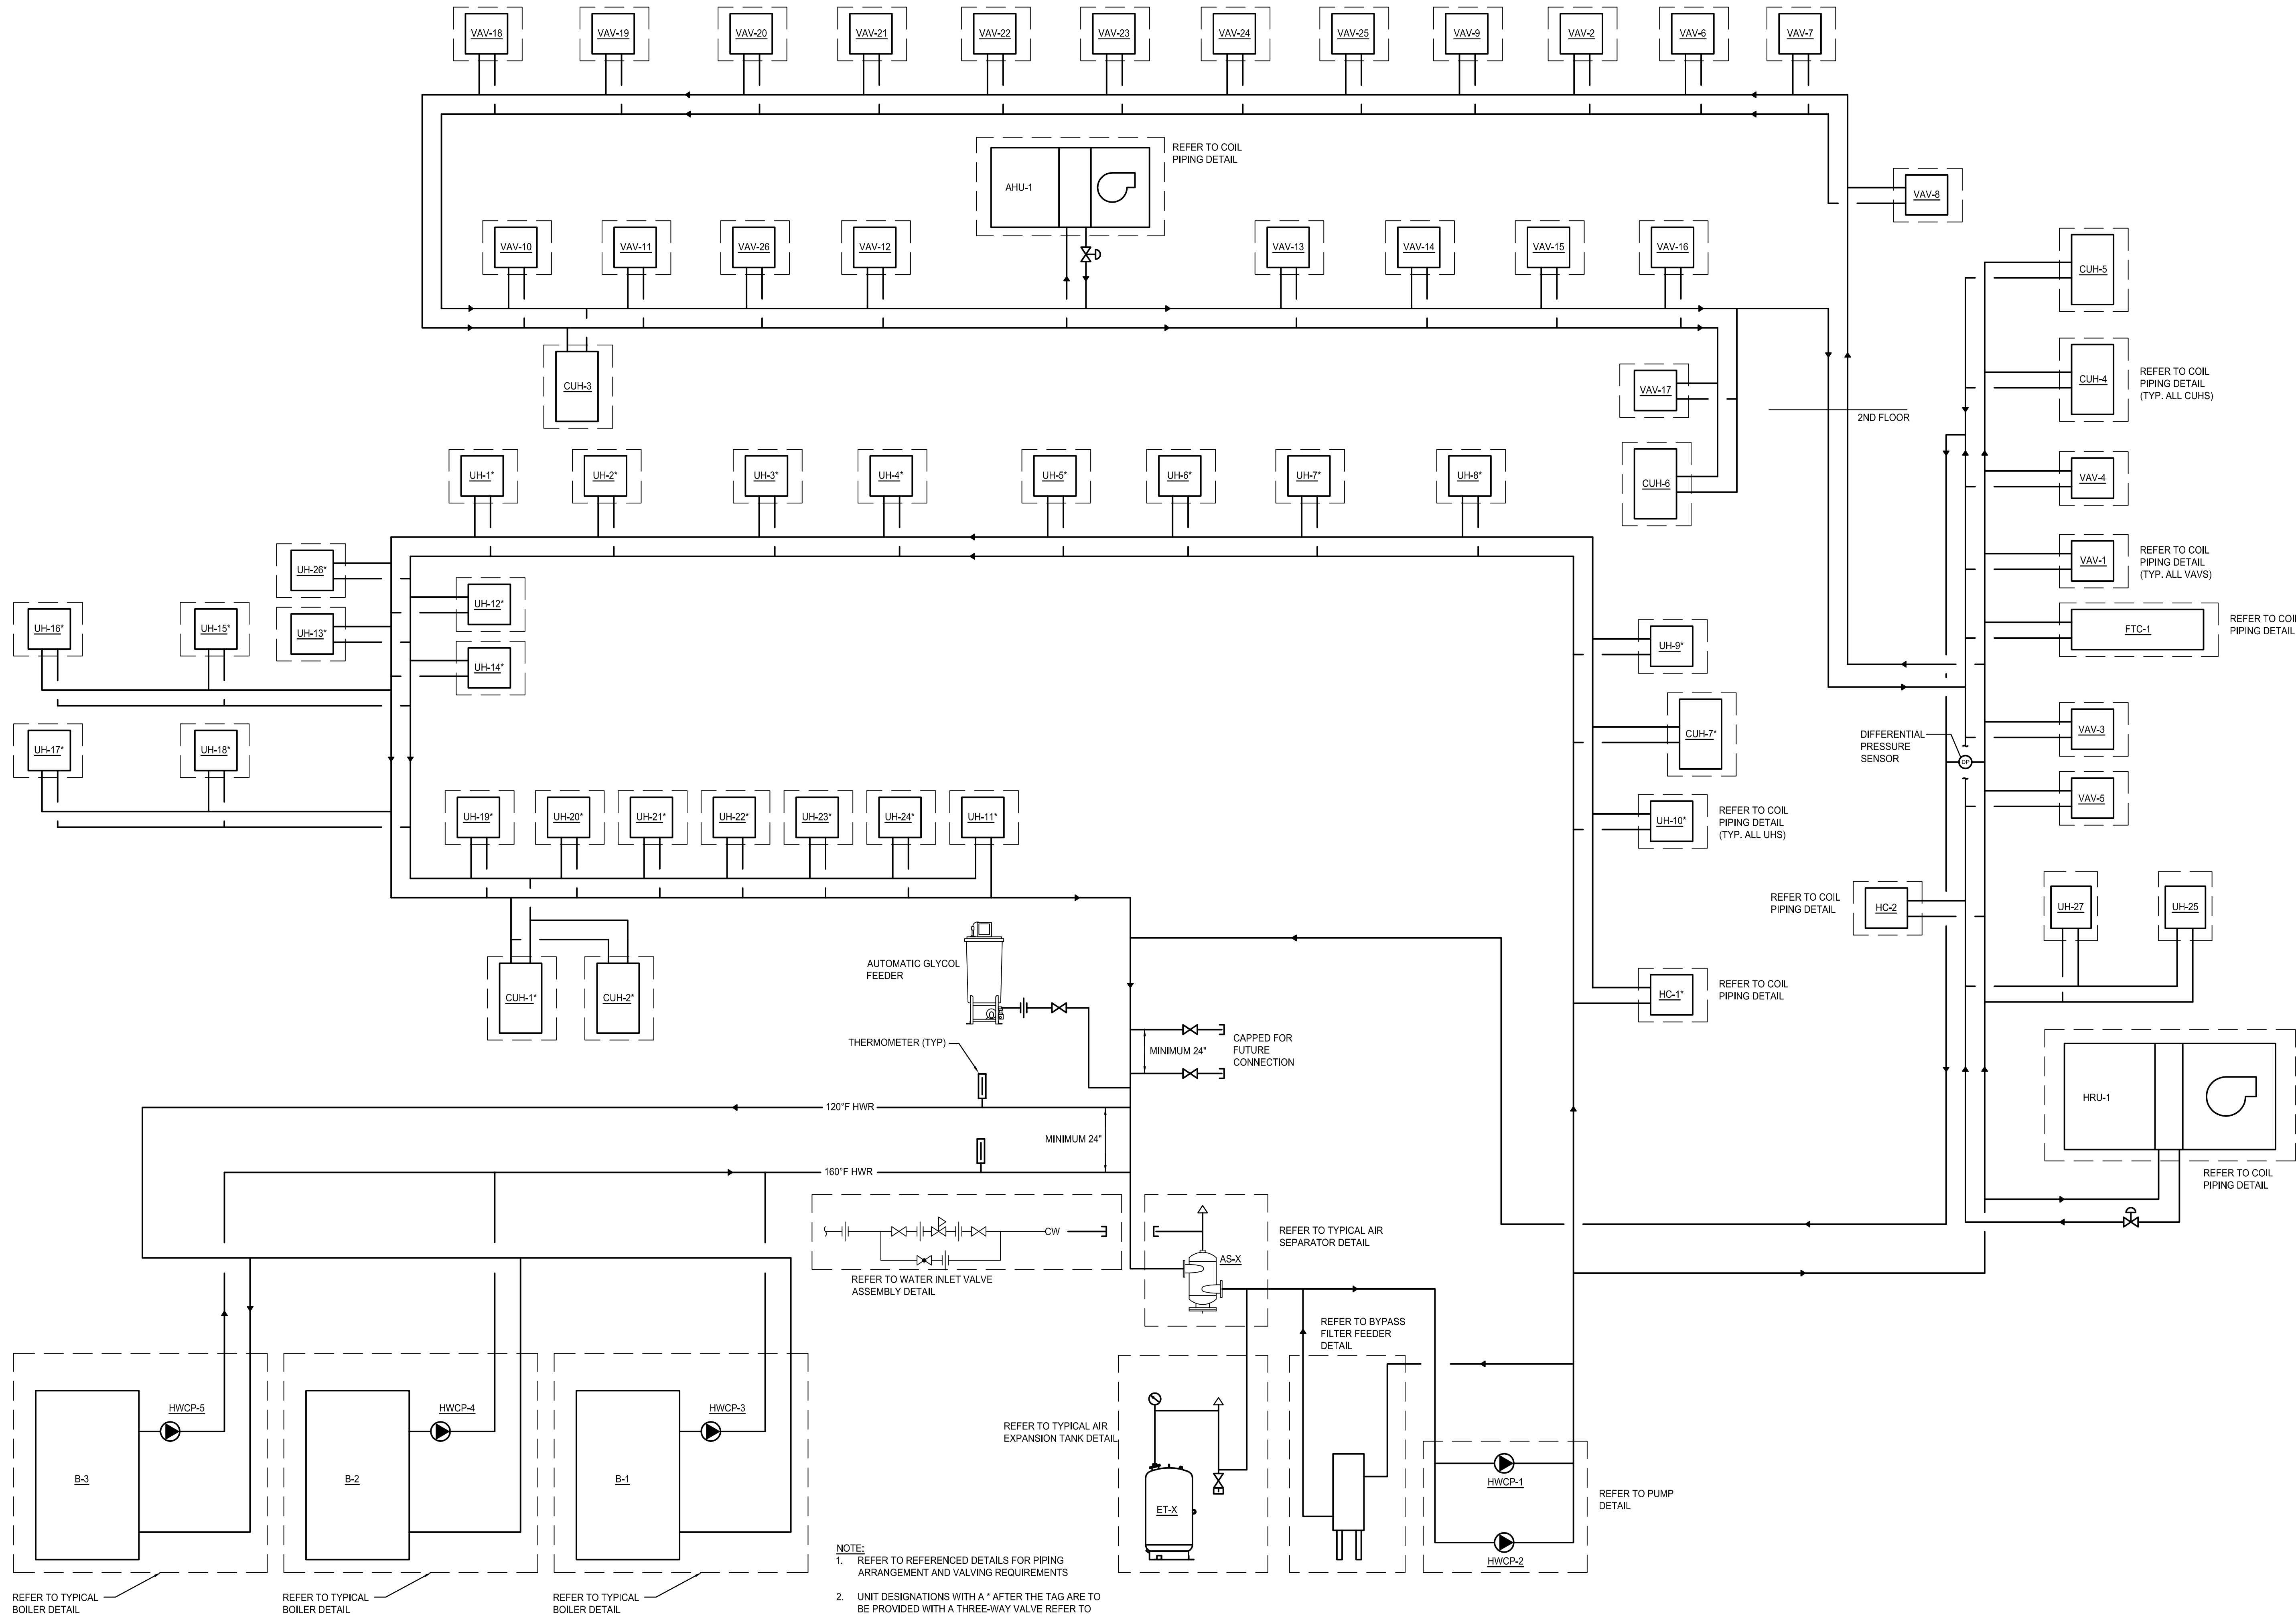 VAV-18
VAV-19
VAV-20
VAV-21
VAV-22
VAV-23
VAV-24
VAV-25
VAV-9
VAV-2
VAV-6
VAV-7
REFER TO COIL
PIPING DETAIL
AHU-1
VAV-8
VAV-10
VAV-11
VAV-26
VAV-12
VAV-13
VAV-14
VAV-15
VAV-16
CUH-5
CUH-3
VAV-17
CUH-4
REFER TO COIL
PIPING DETAIL
(TYP. ALL CUHS)
2ND FLOOR
UH-1*
UH-2*
UH-3*
UH-4*
UH-5*
UH-6*
UH-7*
UH-8*
CUH-6
VAV-4
UH-26*
VAV-1
REFER TO COIL
PIPING DETAIL
(TYP. ALL VAVS)
UH-12*
UH-16*
UH-15*
UH-13*
FTC-1
REFER TO COIL
PIPING DETAIL
UH-14*
UH-9*
UH-17*
UH-18*
CUH-7*
DIFFERENTIAL
PRESSURE
SENSOR
DP
VAV-3
VAV-5
UH-19*
UH-20*
UH-21*
UH-22*
UH-23*
UH-24*
UH-11*
UH-10*
REFER TO COIL
PIPING DETAIL
(TYP. ALL UHS)
REFER TO COIL
PIPING DETAIL
HC-2
UH-27
UH-25
AUTOMATIC GLYCOL
FEEDER
CUH-1*
CUH-2*
HC-1*
REFER TO COIL
PIPING DETAIL
THERMOMETER (TYP)
MINIMUM 24"
CAPPED FOR
FUTURE
CONNECTION
HRU-1
120°F HWR
MINIMUM 24"
160°F HWR
REFER TO COIL
PIPING DETAIL
CW
REFER TO WATER INLET VALVE
ASSEMBLY DETAIL
AS-X
REFER TO TYPICAL AIR
SEPARATOR DETAIL
REFER TO BYPASS
FILTER FEEDER
DETAIL
HWCP-5
HWCP-4
HWCP-3
REFER TO TYPICAL AIR
EXPANSION TANK DETAIL
B-3
B-2
B-1
ET-X
HWCP-1
REFER TO PUMP
DETAIL
HWCP-2
NOTE:
1. REFER TO REFERENCED DETAILS FOR PIPING
ARRANGEMENT AND VALVING REQUIREMENTS
2. UNIT DESIGNATIONS WITH A * AFTER THE TAG ARE TO
BE PROVIDED WITH A THREE-WAY VALVE REFER TO
REFER TO TYPICAL
BOILER DETAIL
REFER TO TYPICAL
BOILER DETAIL
REFER TO TYPICAL
BOILER DETAIL